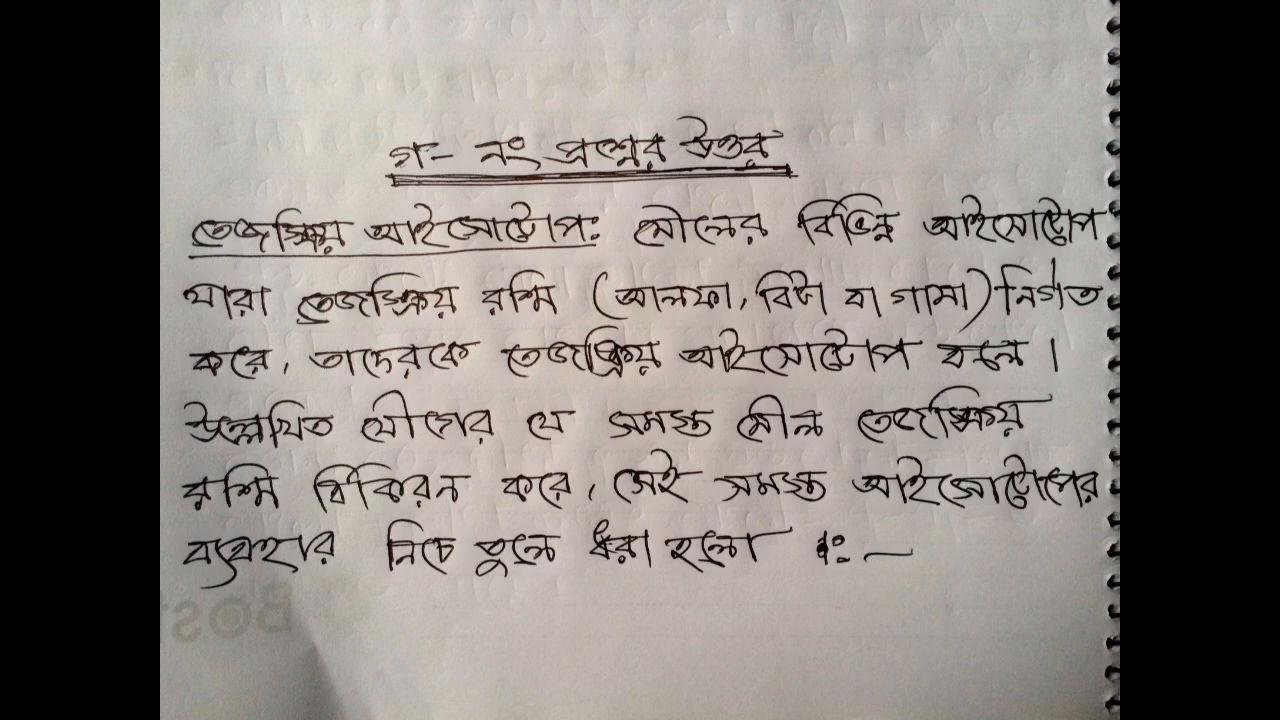 গ- নং প্রশ্নের উত্তর
তেজস্ক্রিয় আইসোটোপ: মৌলের বিভিন্ন আইসোটোপ
যারা তেজস্ক্রিয় রশ্মি (আলফা, বিটা বা গামা) নির্গত
করে, তাদেরকে তেজস্ক্রিয় আইসোটোপ বলে।
উল্লেখিত মৌলের যে সমস্ত মৌল তেজস্ক্রিয়
রশ্মি বিকিরন করে, সেই সমস্ত আইসোটোপের
ব্যবহার নিচে তুলে ধরা হলো :—